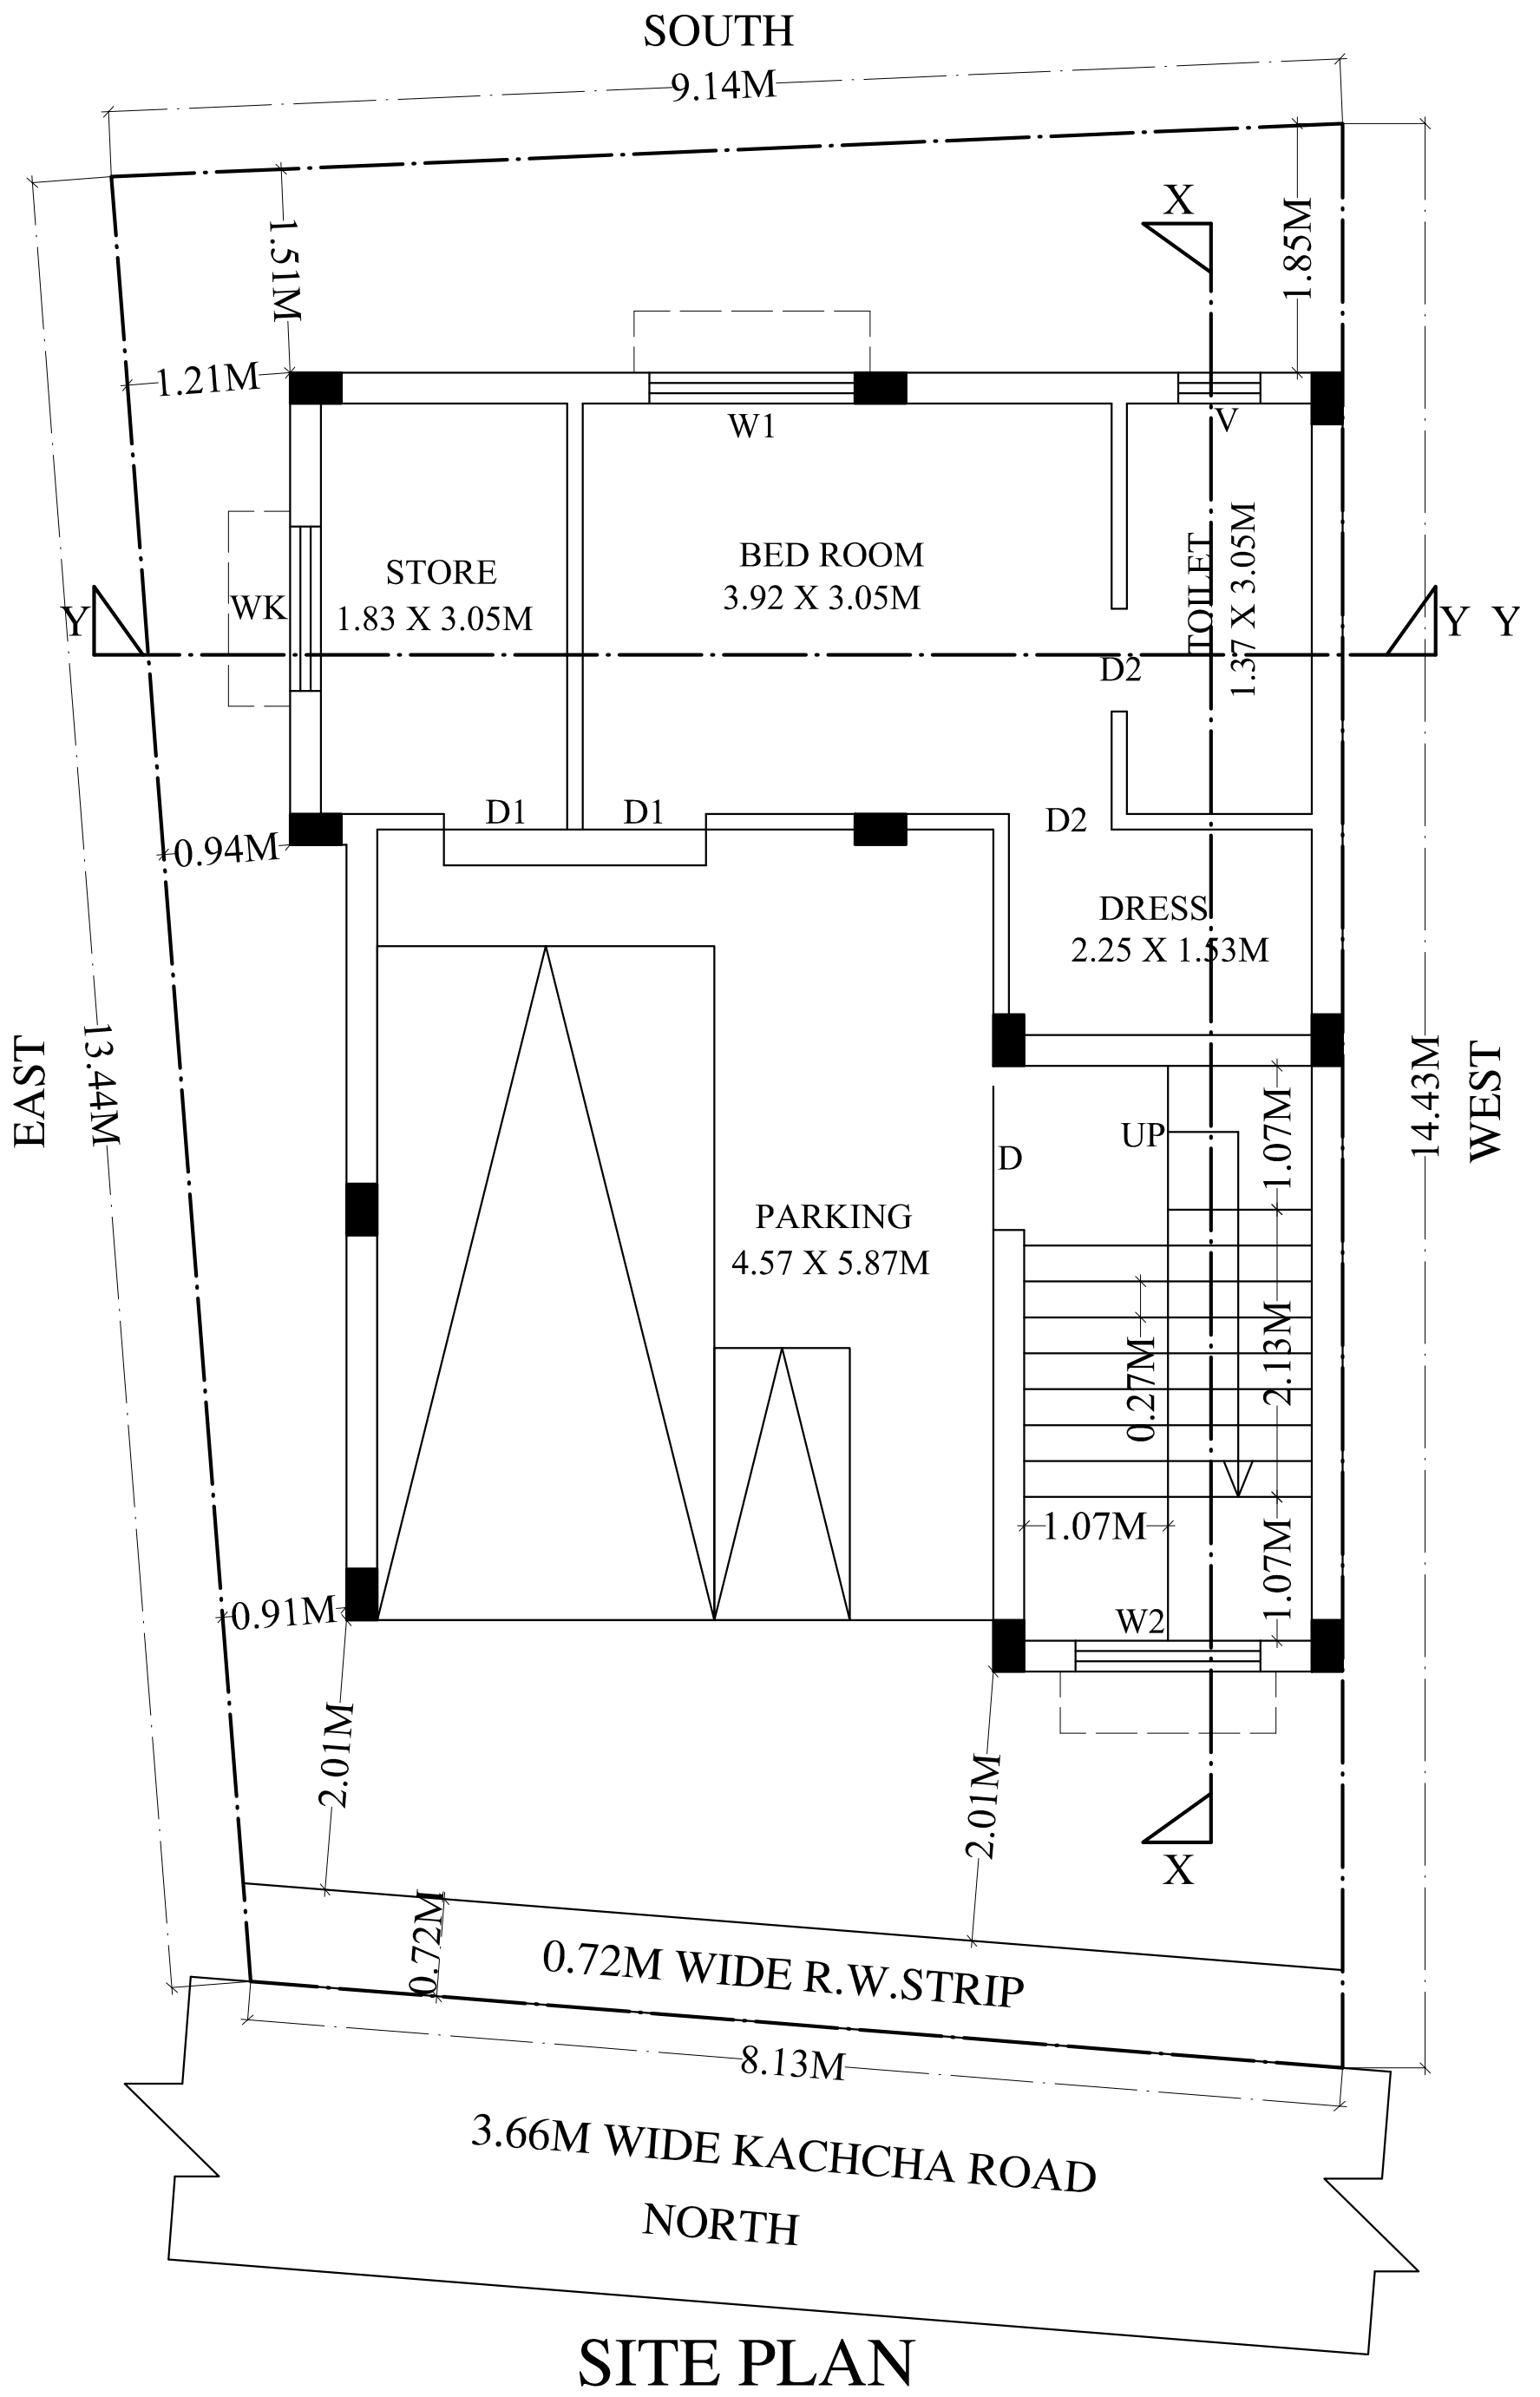 SOUTH
9.14M
X
1.85M
1.51M
1.21M
W1
V
STORE
1.83 X 3.05M
BED ROOM
3.92 X 3.05M
TOILET
1.37 X 3.05M
WK
Y
Y Y
D2
D1
D1
D2
0.94M
DRESS
2.25 X 1.53M
EAST
13.44M
14.43M
WEST
1.07M
UP
D
PARKING
4.57 X 5.87M
0.27M
2.13M
1.07M
1.07M
W2
0.91M
2.01M
2.01M
X
0.72M
0.72M WIDE R.W.STRIP
8.13M
3.66M WIDE KACHCHA ROAD
NORTH
SITE PLAN